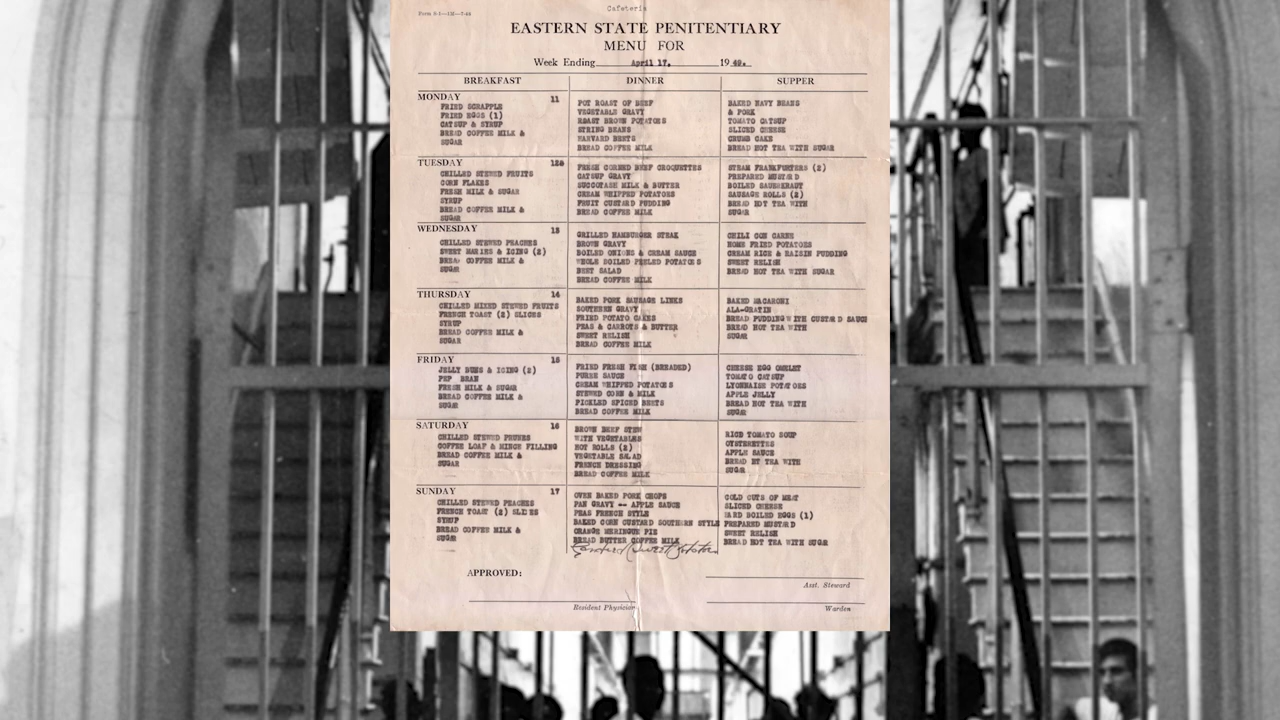 Cafeteria
EASTERN STATE PENITENTIARY
MENU FOR
Week Ending April 17, 1949.
BREAKFAST DINNER SUPPER
MONDAY 11
FRIED SCRAPPLE
FRIED EGGS (1)
CATSUP & SYRUP
BREAD COFFEE MILK &
SUGAR
POT ROAST OF BEEF
VEGETABLE GRAVY
ROAST BROWN POTATOES
STRING BEANS
HARVARD BEETS
BREAD COFFEE MILK
BAKED NAVY BEANS
& PORK
TOMATO CATSUP
SLICED CHEESE
CRUMB CAKE
BREAD HOT TEA WITH SUGAR
TUESDAY 12
CHILLED STEWED FRUITS
CORN FLAKES
FRESH MILK & SUGAR
SYRUP
BREAD COFFEE MILK &
SUGAR
FRESH CORNED BEEF CROQUETTES
CATSUP GRAVY
SUCCOTASH MILK & BUTTER
CREAM WHIPPED POTATOES
FRUIT CUSTARD PUDDING
BREAD COFFEE MILK
STEAM FRANKFURTERS (2)
PREPARED MUSTARD
BOILED SAUERKRAUT
SAUSAGE ROLLS (2)
BREAD HOT TEA WITH
SUGAR
WEDNESDAY 13
CHILLED STEWED PEACHES
SWEET MARIES & ICING (2)
BREAD COFFEE MILK &
SUGAR
GRILLED HAMBURGER STEAK
BROWN GRAVY
BOILED ONIONS & CREAM SAUCE
WHOLE BOILED PEELED POTATOES
BEET SALAD
BREAD COFFEE MILK
CHILI CON CARNE
HOME FRIED POTATOES
CREAM RICE & RAISIN PUDDING
SWEET RELISH
BREAD HOT TEA WITH SUGAR
THURSDAY 14
CHILLED MIXED STEWED FRUITS
FRENCH TOAST (2) SLICES
SYRUP
BREAD COFFEE MILK &
SUGAR
BAKED PORK SAUSAGE LINKS
SOUTHERN GRAVY
FRIED POTATO CAKES
PEAS & CARROTS & BUTTER
SWEET RELISH
BREAD COFFEE MILK
BAKED MACARONI
ALA-GRATIN
BREAD PUDDING WITH CUSTARD SAUCE
BREAD HOT TEA WITH
SUGAR
FRIDAY 15
JELLY BUNS & ICING (2)
PEP BRAN
FRESH MILK & SUGAR
BREAD COFFEE MILK &
SUGAR
FRIED FRESH FISH (BREADED)
PUREE SAUCE
CREAM WHIPPED POTATOES
STEWED CORN & MILK
PICKLED SPICED BEETS
BREAD COFFEE MILK
CHEESE EGG OMELET
TOMATO CATSUP
LYONNAISE POTATOES
APPLE JELLY
BREAD HOT TEA WITH
SUGAR
SATURDAY 16
CHILLED STEWED PRUNES
COFFEE LOAF & MINCE FILLING
BREAD COFFEE MILK &
SUGAR
BROWN BEEF STEW
WITH VEGETABLES
HOT ROLLS (2)
VEGETABLE SALAD
FRENCH DRESSING
BREAD COFFEE MILK
RICE TOMATO SOUP
OYSTERETTES
APPLE SAUCE
BREAD HT TEA WITH
SUGAR
SUNDAY 17
CHILLED STEWED PEACHES
FRENCH TOAST (2) SLICES
SYRUP
BREAD COFFEE MILK &
SUGAR
OVEN BAKED PORK CHOPS
PAN GRAVY -- APPLE SAUCE
PEAS FRENCH STYLE
BAKED CORN CUSTARD SOUTHERN STYLE
ORANGE MERINGUE PIE
BREAD BUTTER COFFEE MILK
Candied Sweet Potatoes
COLD CUTS OF MEAT
SLICED CHEESE
HARD BOILED EGGS (1)
PREPARED MUSTARD
SWEET RELISH
BREAD HOT TEA WITH SUGAR
APPROVED:
Asst. Steward
Resident Physician
Warden